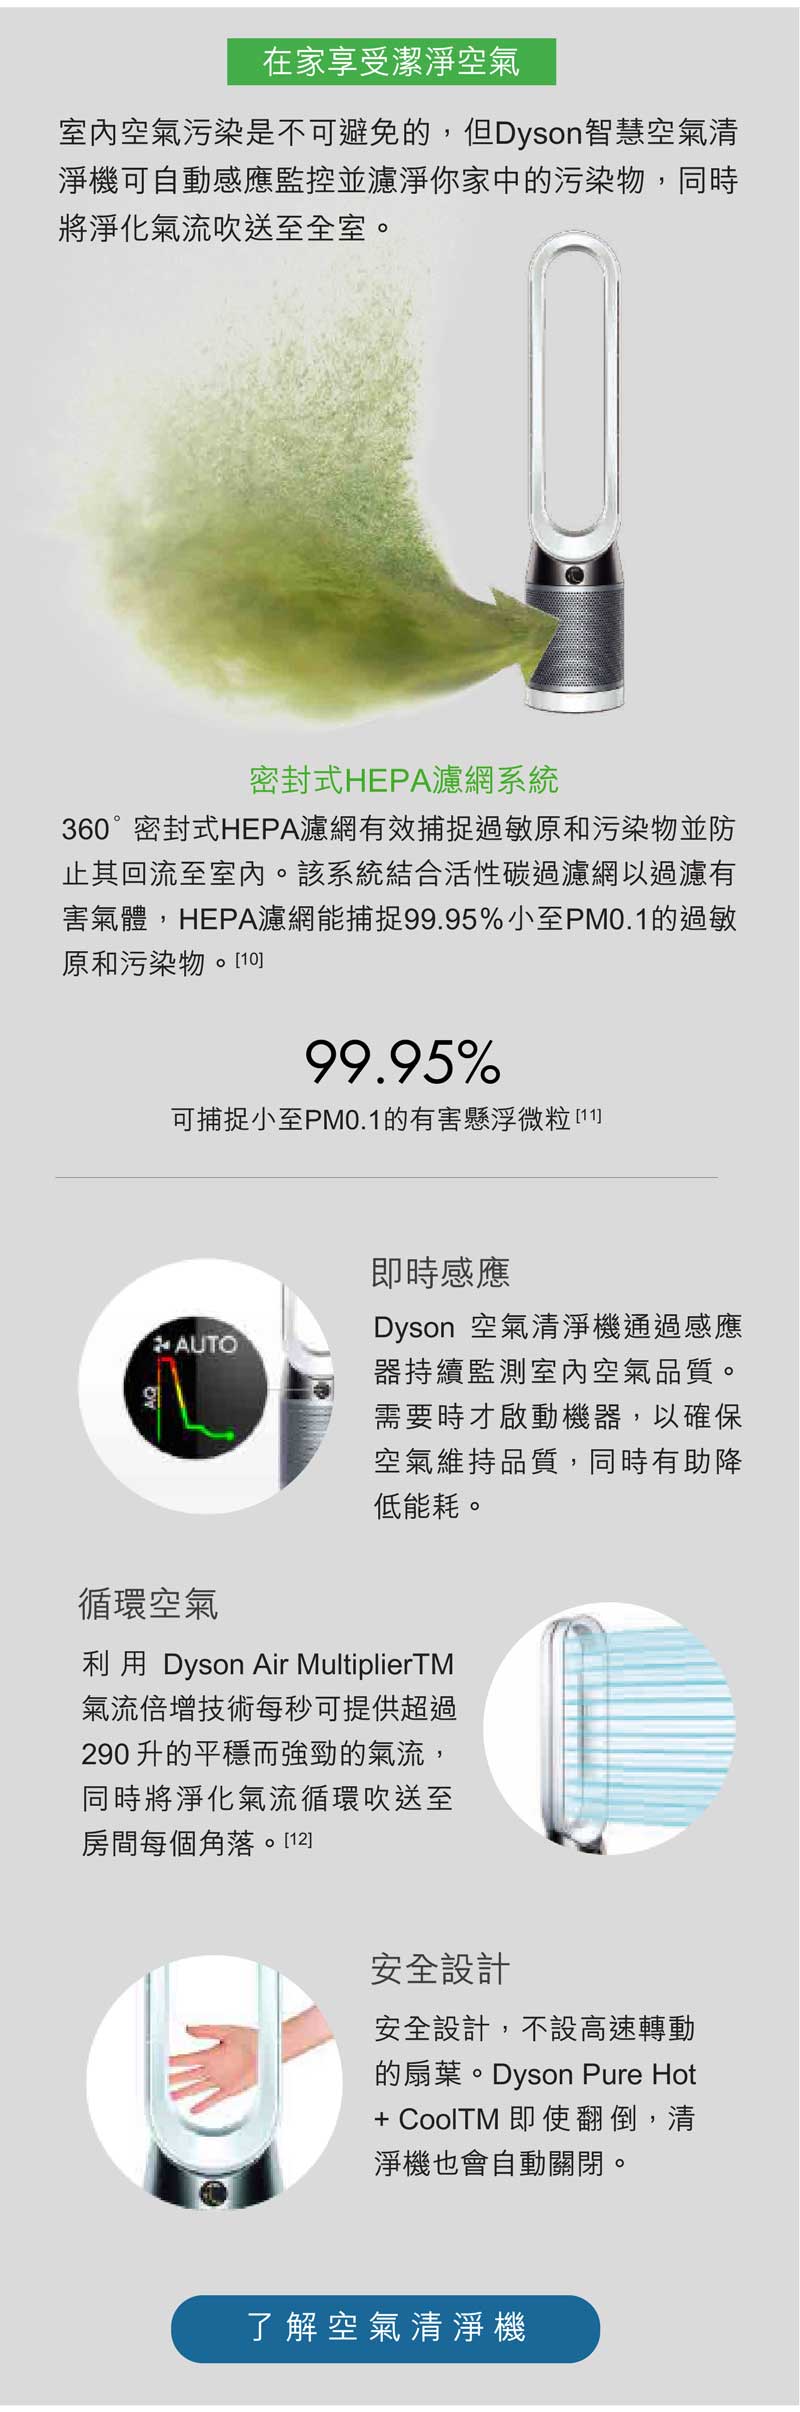 在家享受潔淨空氣
室內空氣污染是不可避免的，但Dyson智慧空氣清
淨機可自動感應監控並濾淨你家中的污染物，同時
將淨化氣流吹送至全室。
密封式HEPA濾網系統
360°密封式HEPA濾網有效捕捉過敏原和污染物並防
止其回流至室內。該系統結合活性碳過濾網以過濾有
害氣體，HEPA濾網能捕捉99.95%小至PM0.1的過敏
原和污染物。[10]
99.95%
可捕捉小至PM0.1的有害懸浮微粒[11]
即時感應
Dyson 空氣清淨機通過感應
器持續監測室內空氣品質。
需要時才啟動機器，以確保
空氣維持品質，同時有助降
低能耗。
AUTO
AQ
循環空氣
利用 Dyson Air MultiplierTM
氣流倍增技術每秒可提供超過
290 升的平穩而強勁的氣流，
同時將淨化氣流循環吹送至
房間每個角落。[12]
安全設計
安全設計，不設高速轉動
的扇葉。Dyson Pure Hot
+ CoolTM 即使翻倒，清
淨機也會自動關閉。
了解空氣清淨機